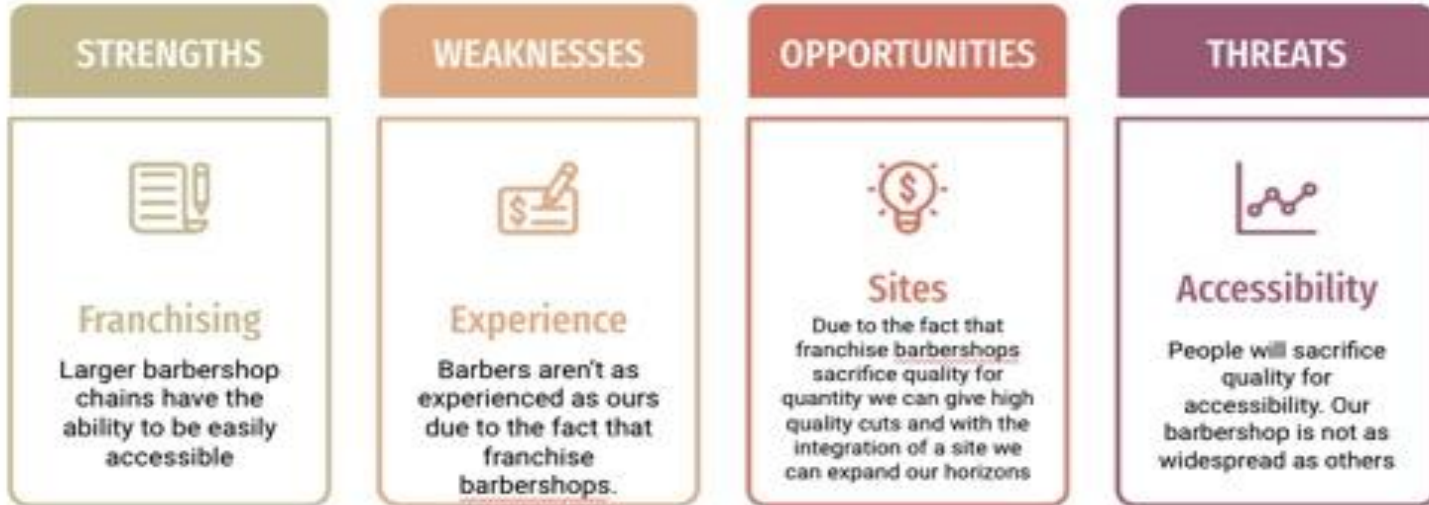 STRENGTHS
WEAKNESSES
OPPORTUNITIES
THREATS
Franchising
Larger barbershop
chains have the
ability to be easily
accessible
Experience
Barbers aren't as
experienced as ours
due to the fact that
franchise
barbershops.
Sites
Due to the fact that
franchise barbershops
sacrifice quality for
quantity we can give high
quality cuts and with the
integration of a site we
can expand our horizons
Accessibility
People will sacrifice
quality for
accessibility. Our
barbershop is not as
widespread as others